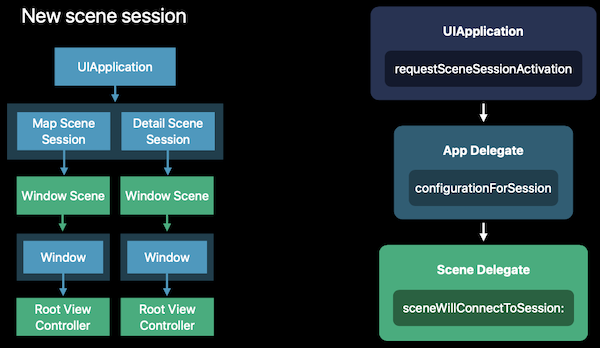 New scene session
UIApplication
Map Scene
Session
Detail Scene
Session
Window Scene
Window Scene
Window
Window
Root View
Controller
Root View
Controller
UIApplication
requestSceneSessionActivation
App Delegate
configurationForSession
Scene Delegate
sceneWillConnectToSession: